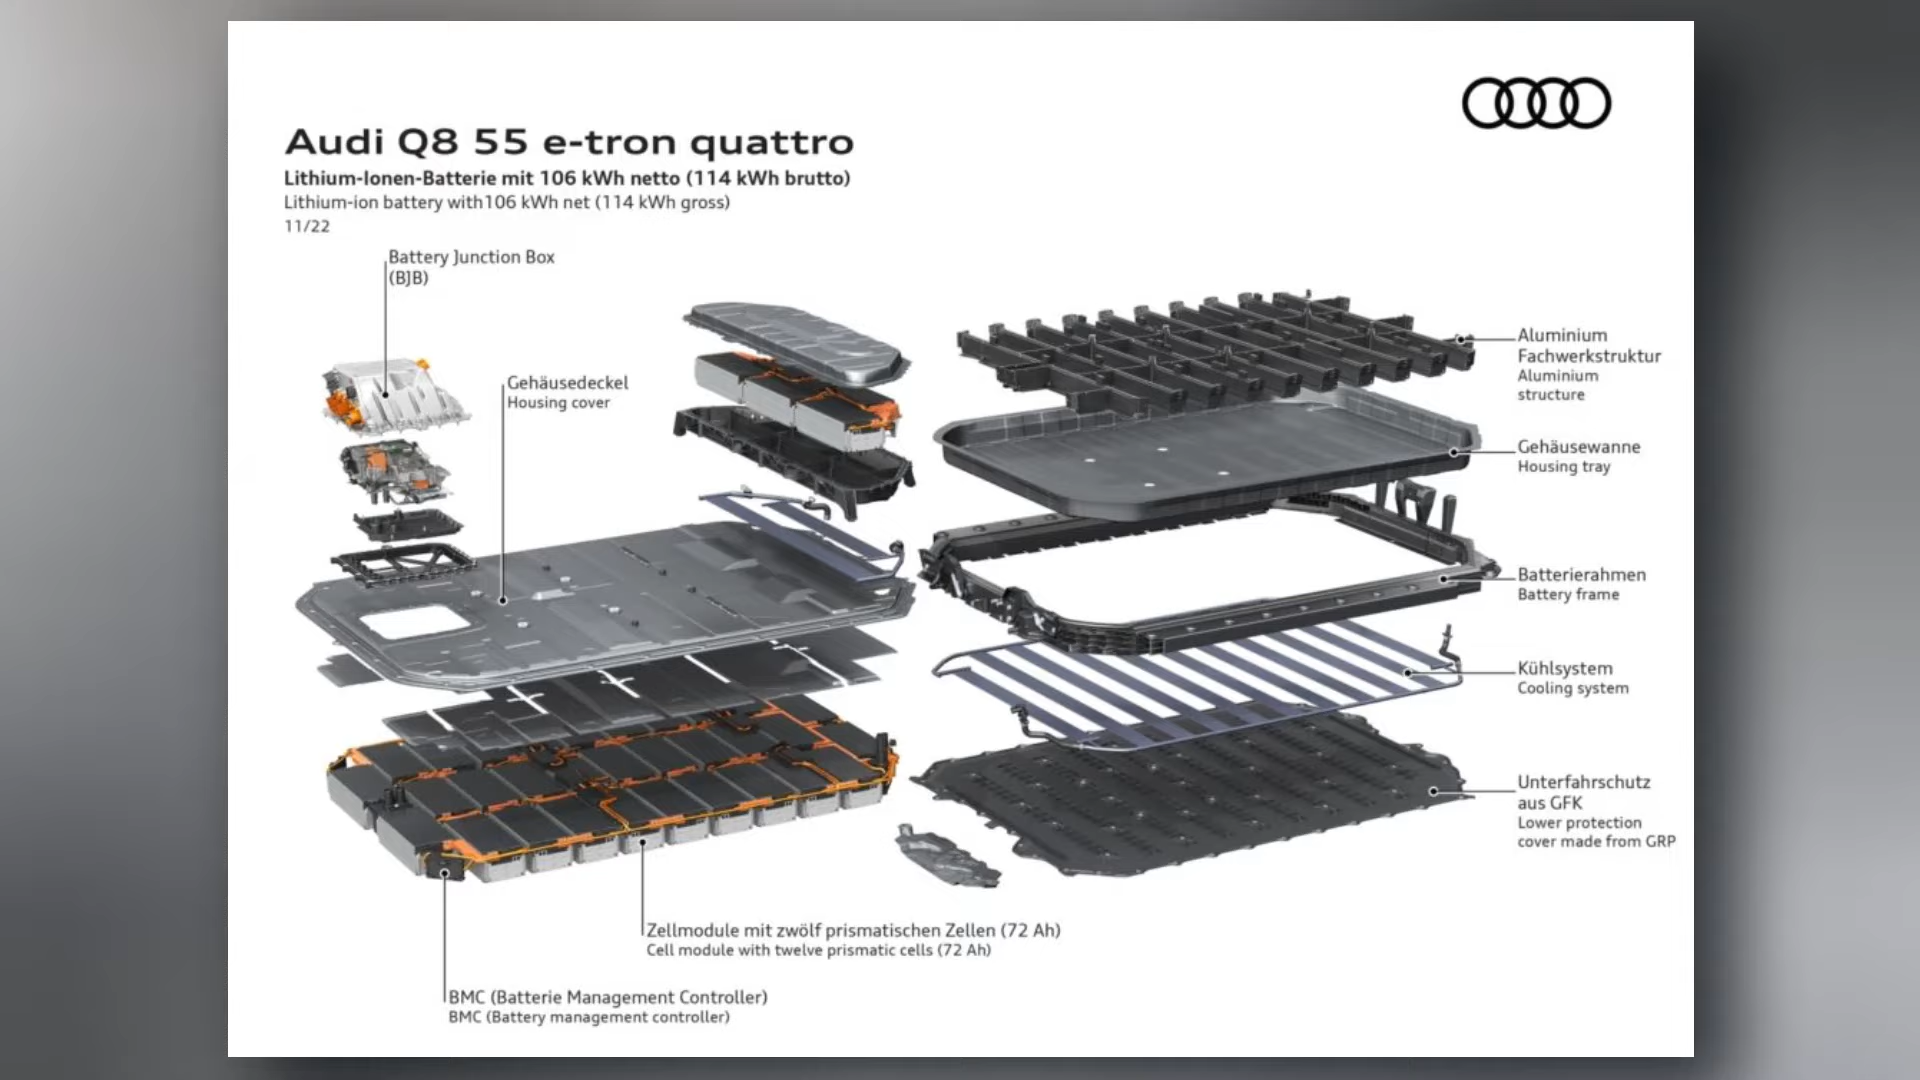 Audi Q8 55 e-tron quattro
Lithium-Ionen-Batterie mit 106 kWh netto (114 kWh brutto)
Lithium-ion battery with106 kWh net (114 kWh gross)
11/22
Battery Junction Box
(BJB)
Gehäusedeckel
Housing cover
Aluminium
Fachwerkstruktur
Aluminium
structure
Gehäusewanne
Housing tray
Batterierahmen
Battery frame
Kühlsystem
Cooling system
Unterfahrschutz
aus GFK
Lower protection
cover made from GRP
Zellmodule mit zwölf prismatischen Zellen (72 Ah)
Cell module with twelve prismatic cells (72 Ah)
BMC (Batterie Management Controller)
BMC (Battery management controller)